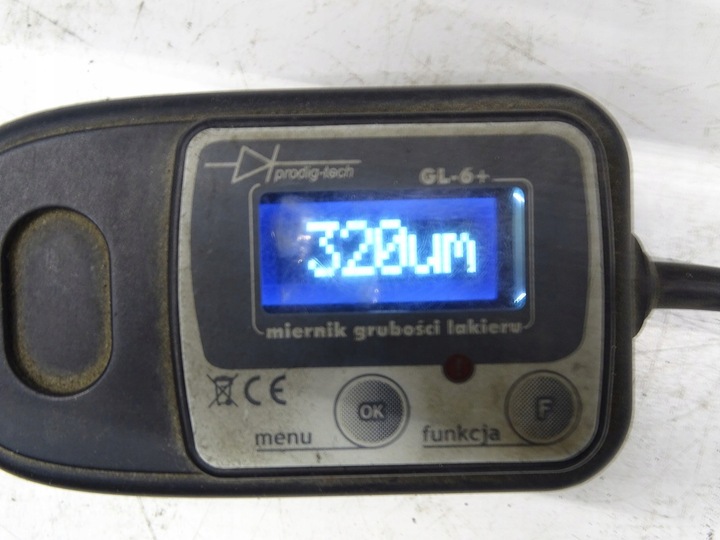 prodig-tech
GL-6+
320um
miernik grubości lakieru
CE
OK
F
menu
funkcja